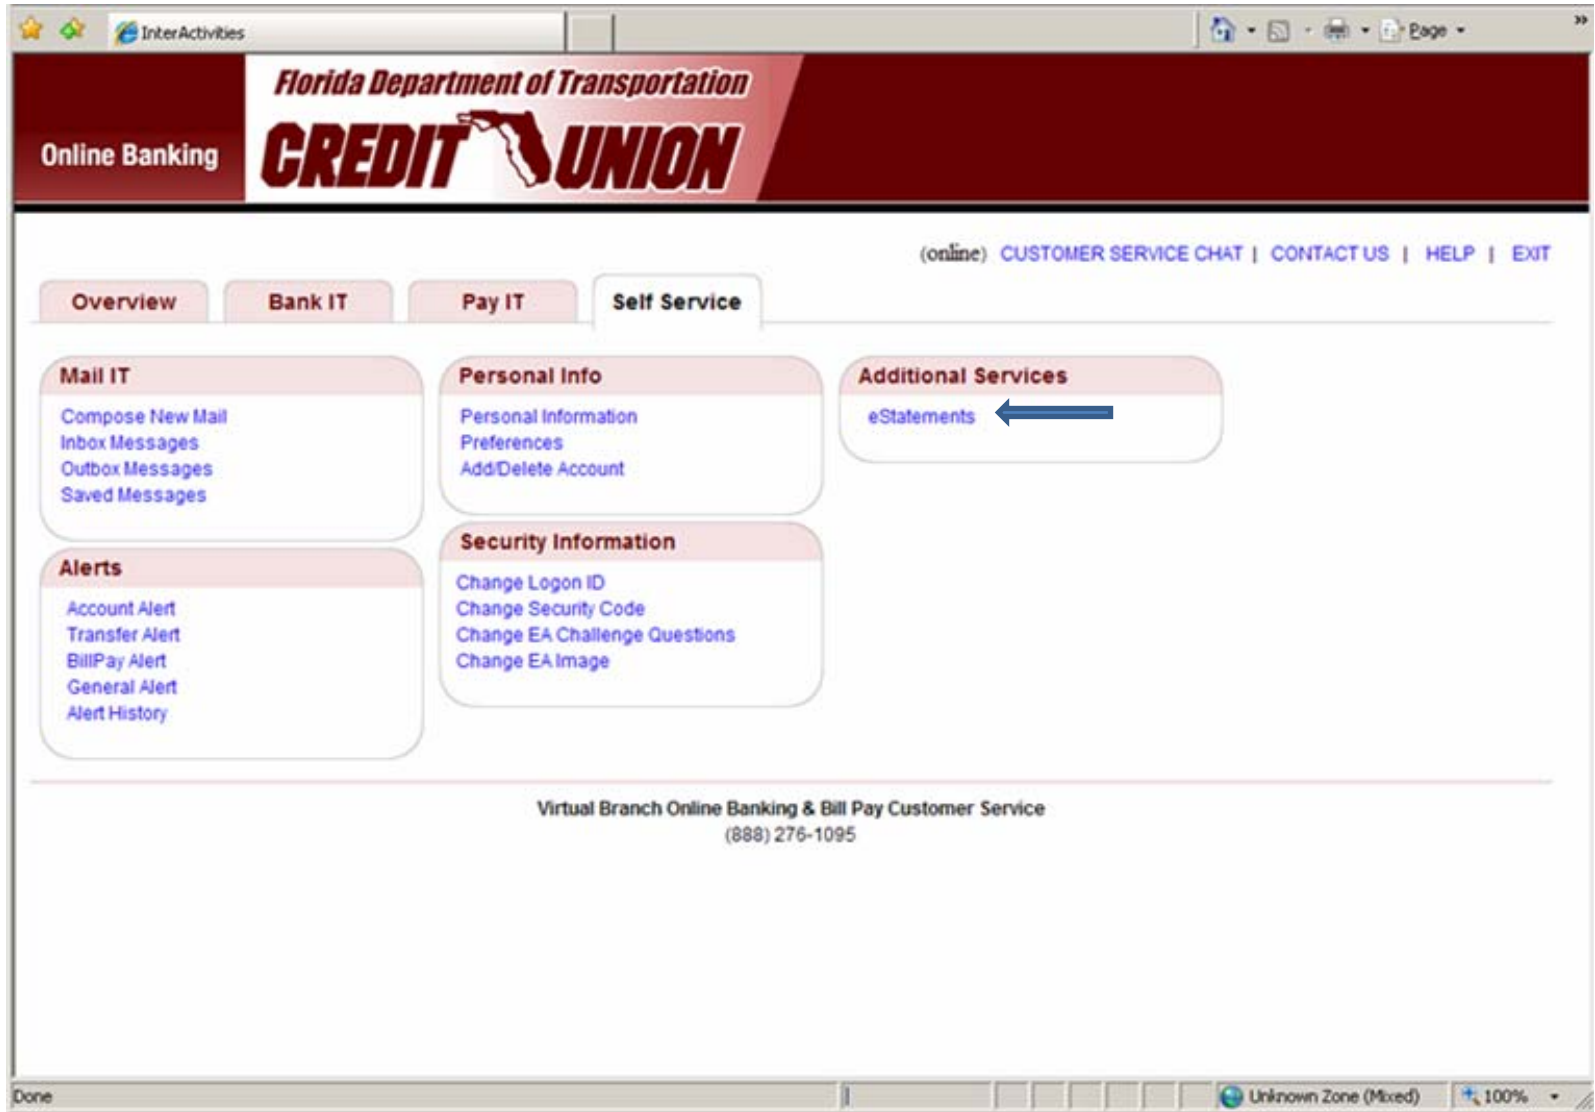 InterActivities
Page
»
Florida Department of Transportation
Online Banking
CREDIT UNION
(online) CUSTOMER SERVICE CHAT | CONTACT US | HELP | EXIT
Overview
Bank IT
Pay IT
Self Service
Mail IT
Compose New Mail
Inbox Messages
Outbox Messages
Saved Messages
Alerts
Account Alert
Transfer Alert
BillPay Alert
General Alert
Alert History
Personal Info
Personal Information
Preferences
Add/Delete Account
Security Information
Change Logon ID
Change Security Code
Change EA Challenge Questions
Change EA Image
Additional Services
eStatements
Virtual Branch Online Banking & Bill Pay Customer Service
(888) 276-1095
Done
Unknown Zone (Mixed)
100%